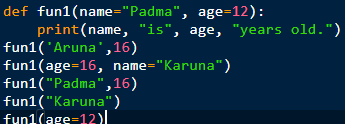 def fun1(name="Padma", age=12):
    print(name, "is", age, "years old.")
fun1('Aruna',16)
fun1(age=16, name="Karuna")
fun1("Padma",16)
fun1("Karuna")
fun1(age=12)